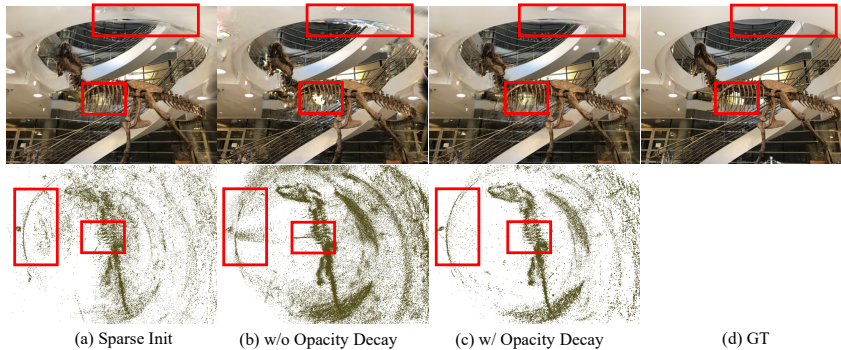 (a) Sparse Init
(b) w/o Opacity Decay
(c) w/ Opacity Decay
(d) GT